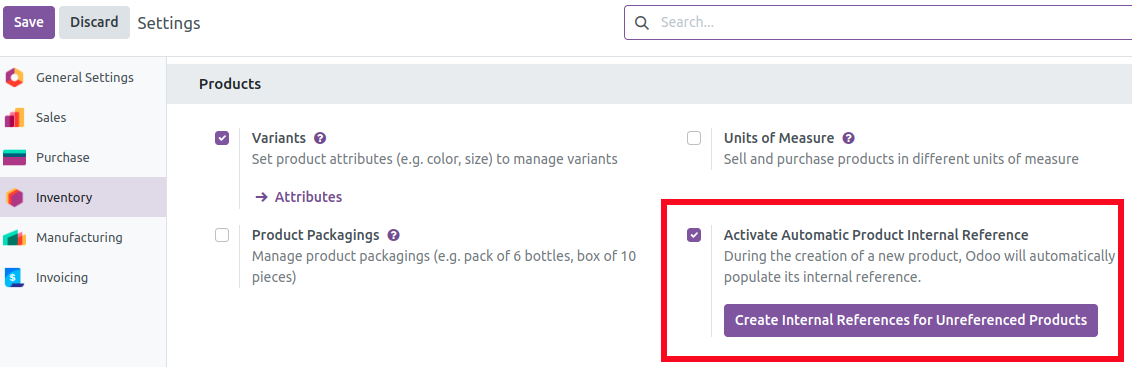 Save Discard Settings Search...
General Settings
Sales
Purchase
Inventory
Manufacturing
Invoicing
Products
Variants ?
Set product attributes (e.g. color, size) to manage variants
Attributes
Units of Measure ?
Sell and purchase products in different units of measure
Product Packagings ?
Manage product packagings (e.g. pack of 6 bottles, box of 10
pieces)
Activate Automatic Product Internal Reference
During the creation of a new product, Odoo will automatically
populate its internal reference.
Create Internal References for Unreferenced Products